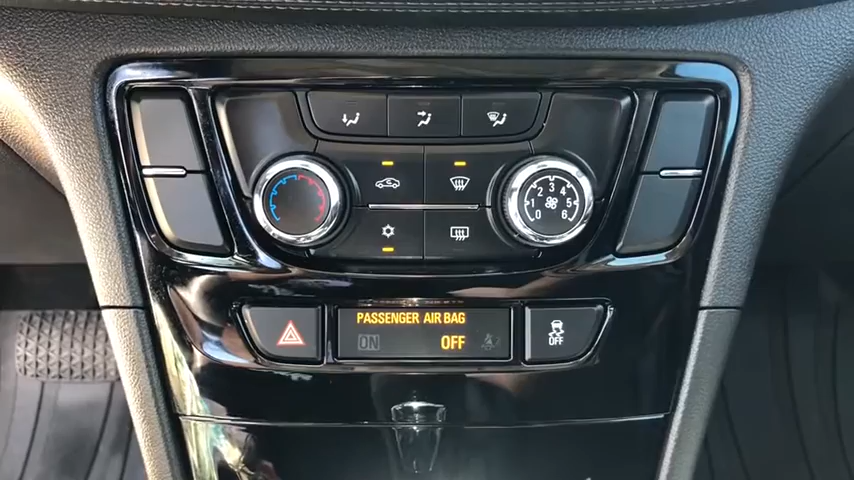 0 1 2 3 4 5 6
PASSENGER AIR BAG
ON OFF
OFF